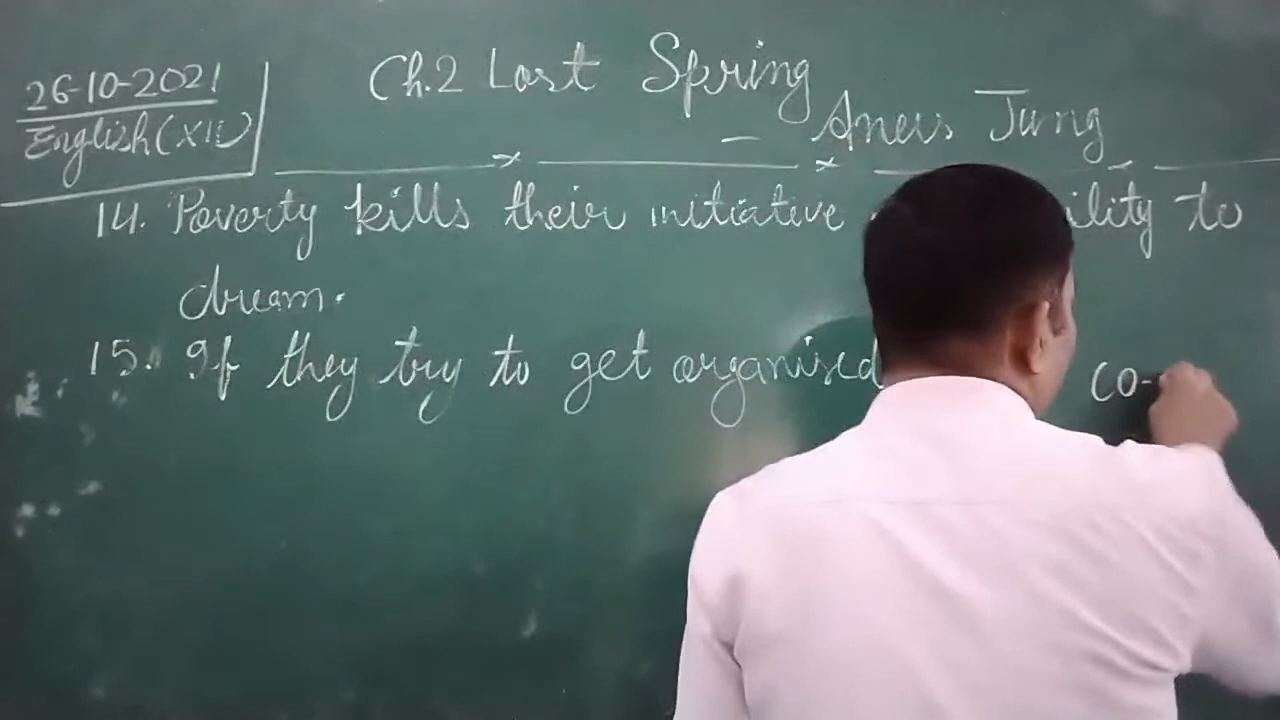 26-10-2021
English (XII)
Ch.2 Lost Spring
- Anees Jung
14. Poverty kills their initiative ility to
dream.
15. If they try to get organised co-